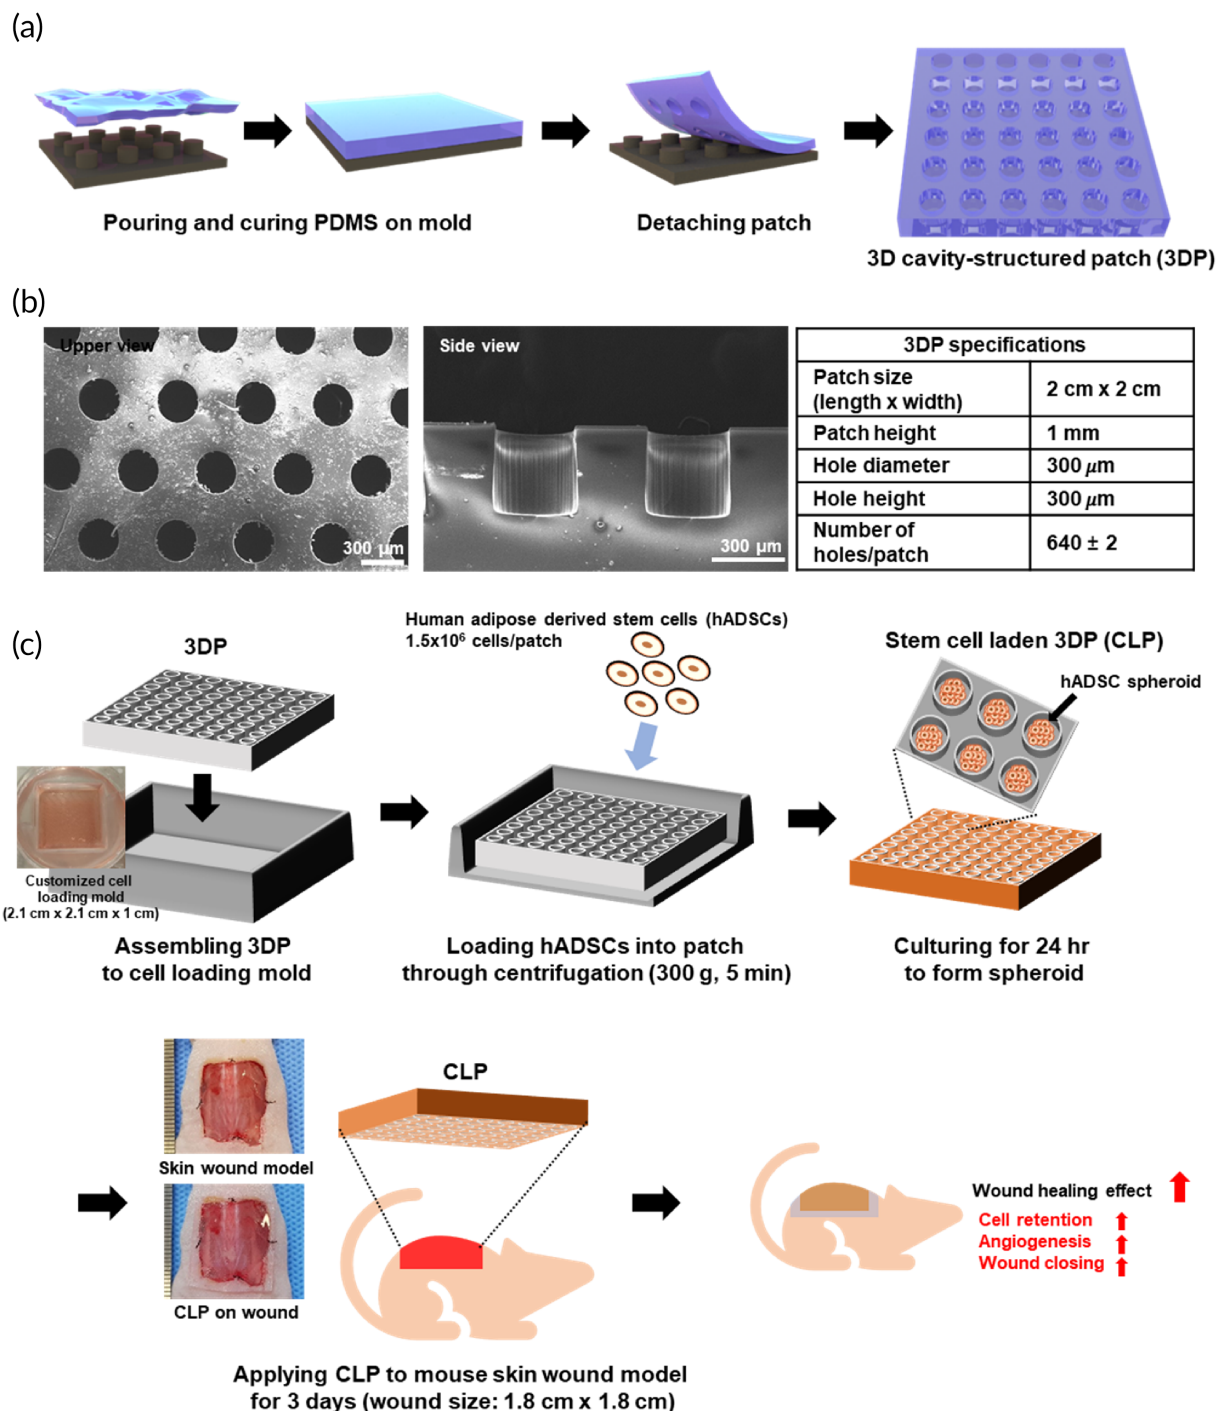 (a)
Pouring and curing PDMS on mold
Detaching patch
3D cavity-structured patch (3DP)
(b)
Upper view
300 μm
Side view
300 μm
3DP specifications
Patch size
(length x width)
2 cm x 2 cm
Patch height
1 mm
Hole diameter
300 μm
Hole height
300 μm
Number of
holes/patch
640 ± 2
(c)
3DP
Customized cell
loading mold
(2.1 cm x 2.1 cm x 1 cm)
Assembling 3DP
to cell loading mold
Human adipose derived stem cells (hADSCs)
1.5x10⁶ cells/patch
Loading hADSCs into patch
through centrifugation (300 g, 5 min)
Stem cell laden 3DP (CLP)
hADSC spheroid
Culturing for 24 hr
to form spheroid
Skin wound model
CLP on wound
CLP
Applying CLP to mouse skin wound model
for 3 days (wound size: 1.8 cm x 1.8 cm)
Wound healing effect
Cell retention
Angiogenesis
Wound closing